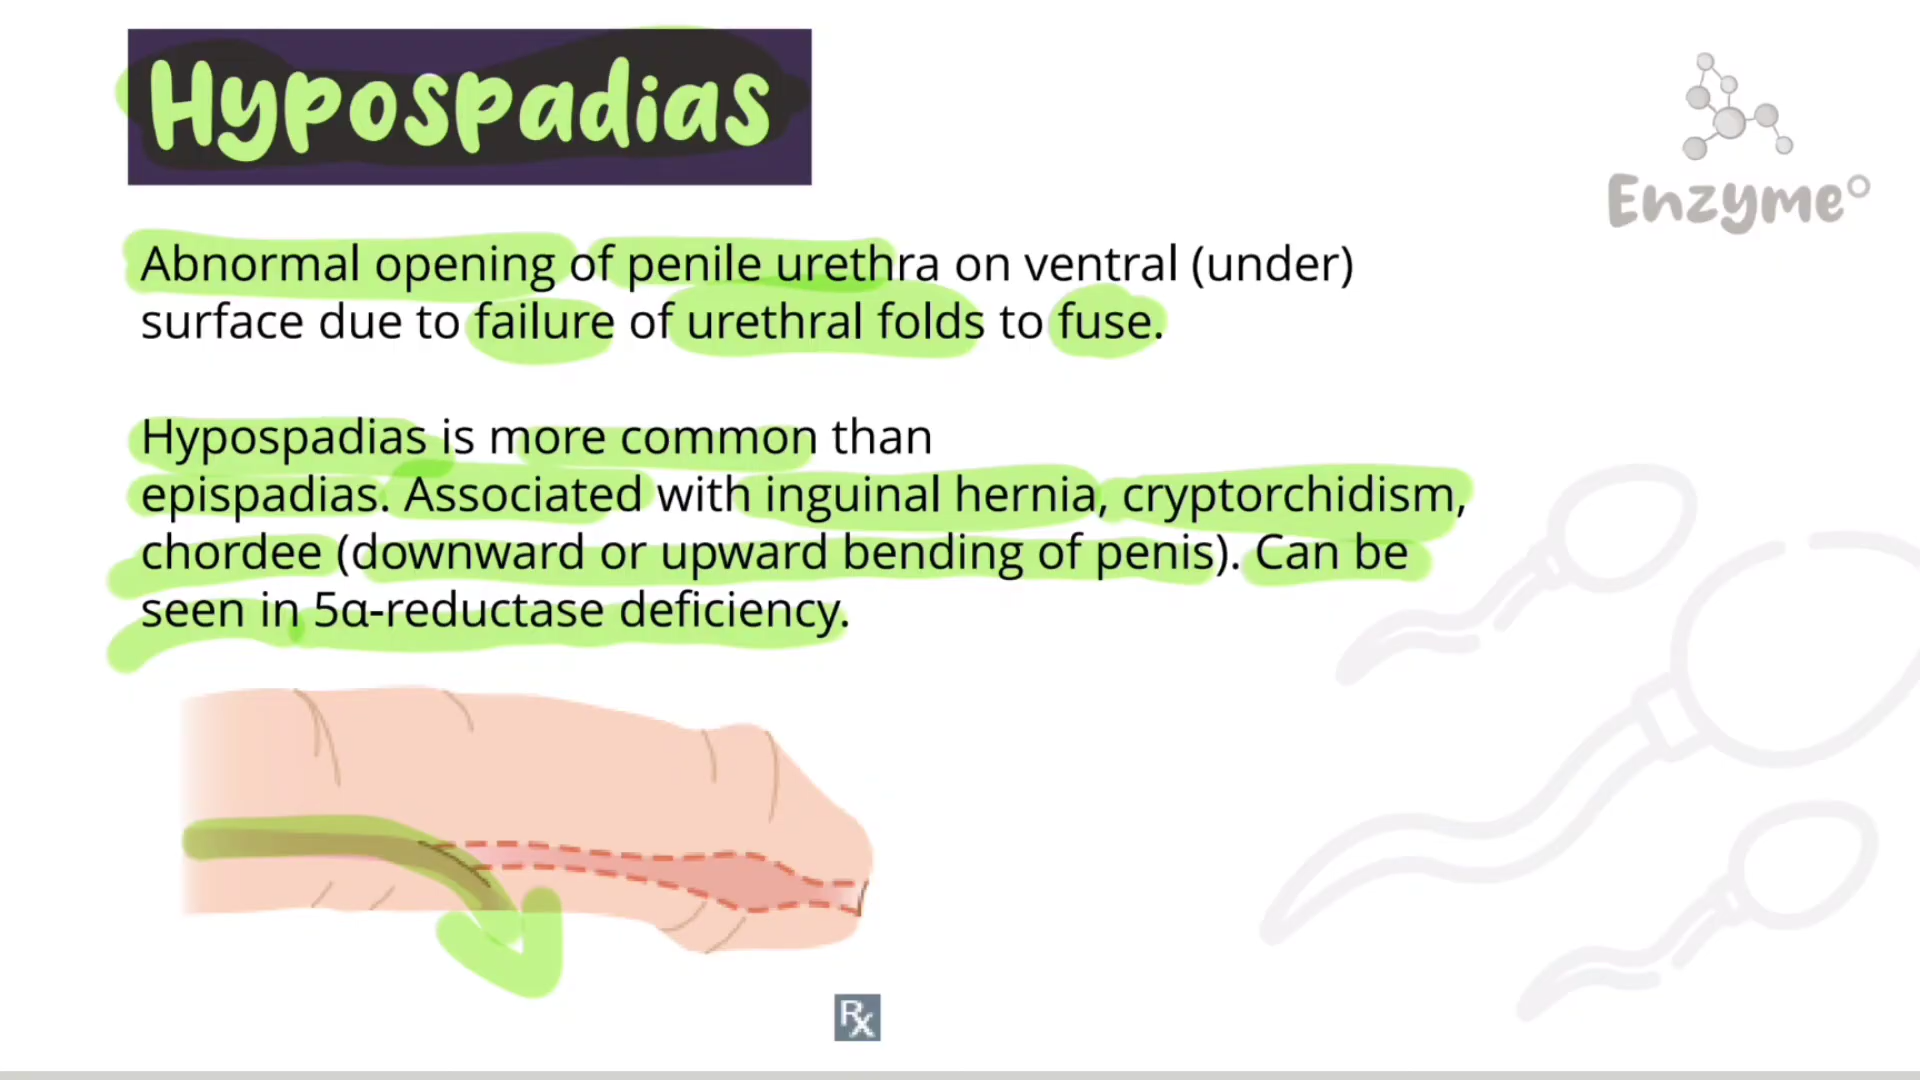 Hypospadias
Enzyme
Abnormal opening of penile urethra on ventral (under)
surface due to failure of urethral folds to fuse.
Hypospadias is more common than
epispadias. Associated with inguinal hernia, cryptorchidism,
chordee (downward or upward bending of penis). Can be
seen in 5α-reductase deficiency.
Rx